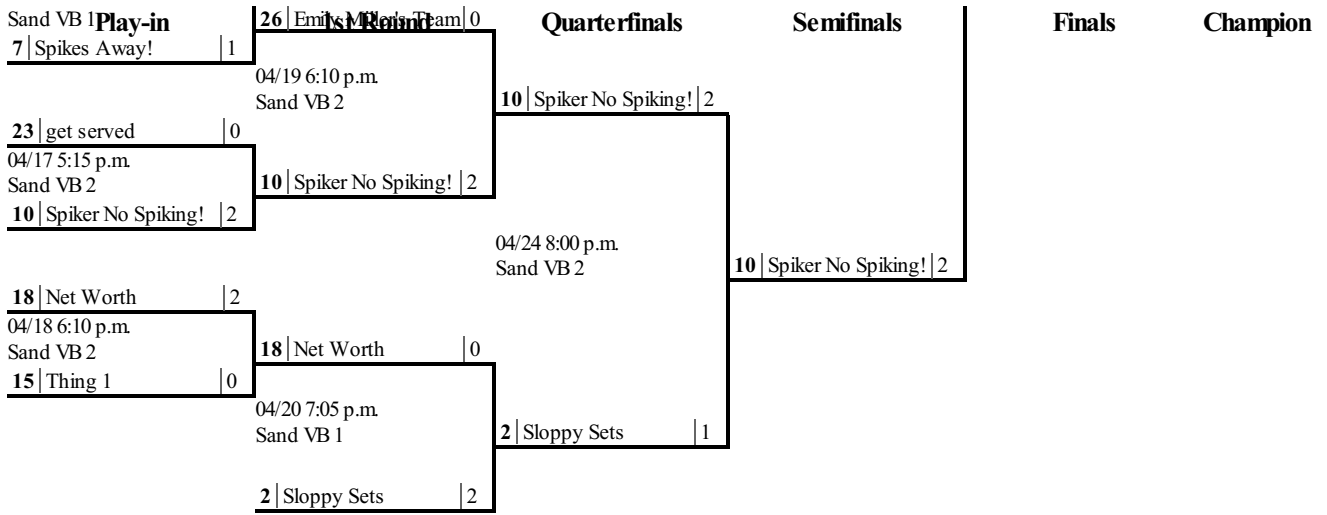 Play-in
1st Round
Quarterfinals
Semifinals
Finals
Champion
Sand VB 1
7 Spikes Away! 1
23 get served 0
04/17 5:15 p.m.
Sand VB 2
10 Spiker No Spiking! 2
18 Net Worth 2
04/18 6:10 p.m.
Sand VB 2
15 Thing 1 0
26 Emily Miller's Team 0
04/19 6:10 p.m.
Sand VB 2
10 Spiker No Spiking! 2
18 Net Worth 0
04/20 7:05 p.m.
Sand VB 1
2 Sloppy Sets 2
10 Spiker No Spiking! 2
04/24 8:00 p.m.
Sand VB 2
2 Sloppy Sets 1
10 Spiker No Spiking! 2